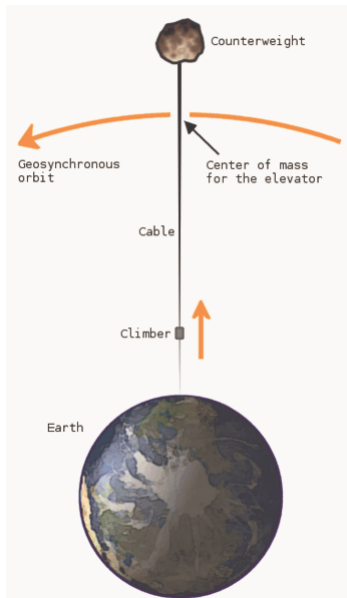 Counterweight
Geosynchronous
orbit
Center of mass
for the elevator
Cable
Climber
Earth